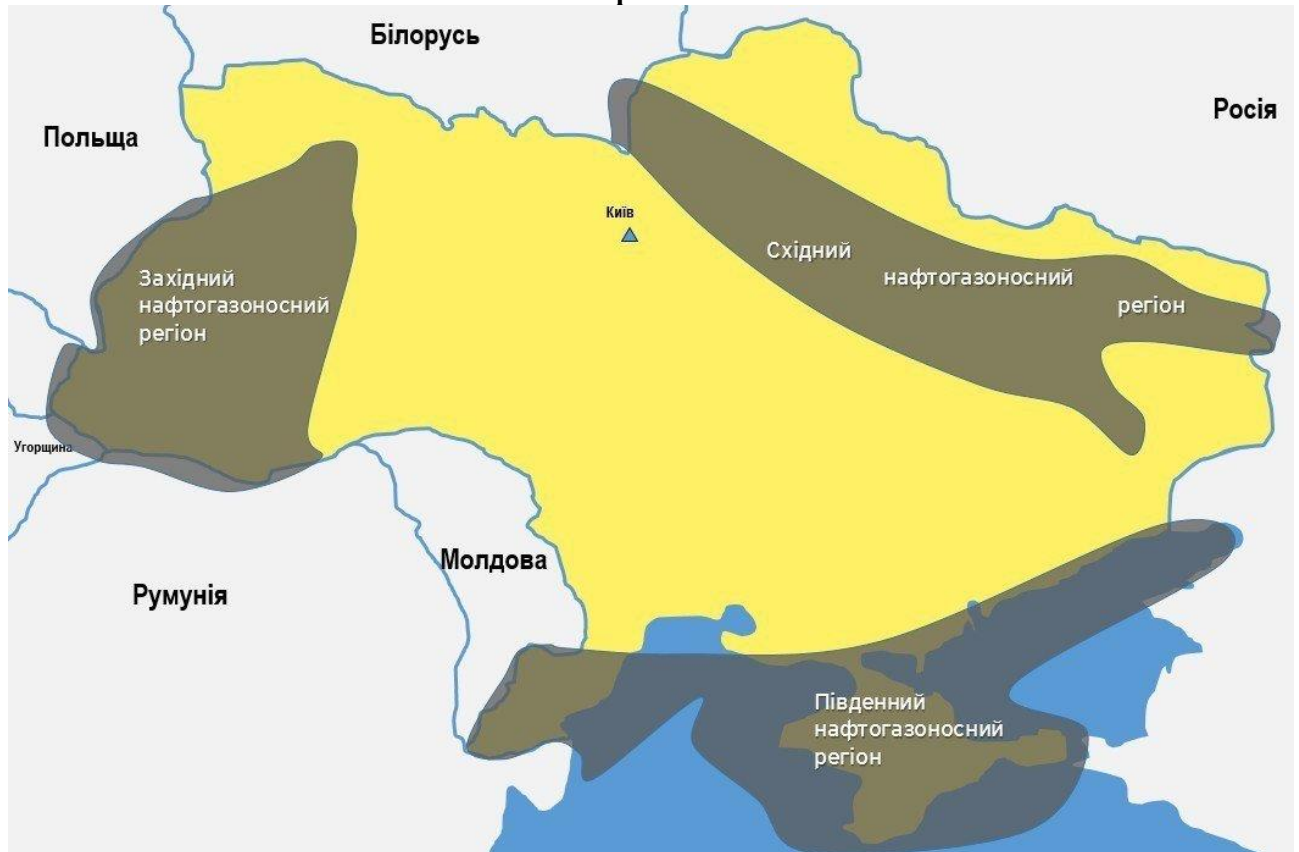 Білорусь
Росія
Польща
Київ
Східний
нафтогазоносний
регіон
Західний
нафтогазоносний
регіон
Угорщина
Молдова
Румунія
Південний
нафтогазоносний
регіон